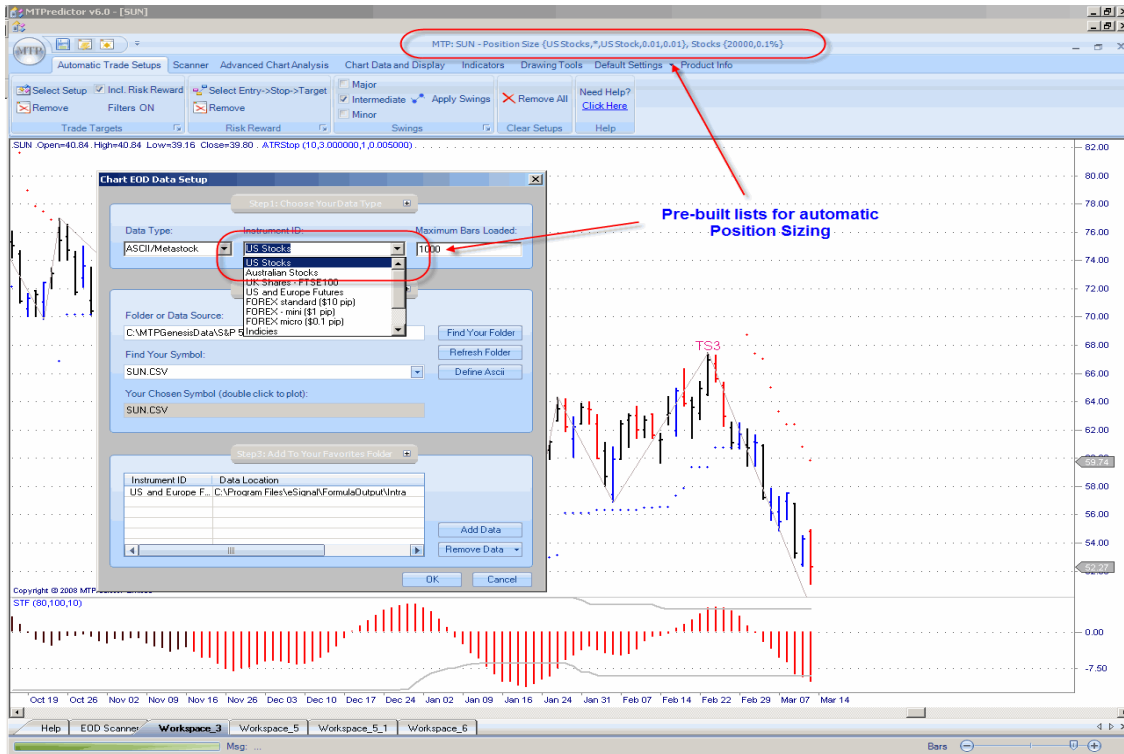 MTPredictor v6.0 - [SUN]
MTP
MTP: SUN - Position Size {US Stocks,*,US Stock,0.01,0.01}, Stocks {20000,0.1%}
Automatic Trade Setups Scanner Advanced Chart Analysis Chart Data and Display Indicators Drawing Tools Default Settings Product Info
Select Setup Incl. Risk Reward Select Entry->Stop->Target Major
Intermediate Apply Swings Remove All Need Help?
Remove Filters ON Remove Minor Click Here
Trade Targets Risk Reward Swings Clear Setups Help
SUN .Open=40.84 .High=40.84 Low=39.16 Close=39.80 . ATRStop (10,3.000000,1,0.005000)
82.00
80.00
78.00
76.00
74.00
72.00
70.00
68.00
66.00
64.00
62.00
59.74
58.00
56.00
54.00
52.27
Chart EOD Data Setup
Step1: Choose Your Data Type
Data Type: Instrument ID: Maximum Bars Loaded:
ASCII/Metastock US Stocks 1000
US Stocks
Australian Stocks
UK Shares - FTSE100
US and Europe Futures
FOREX standard ($10 pip)
FOREX - mini ($1 pip)
FOREX micro ($0.1 pip)
Indicies
Folder or Data Source:
C:\MTPGenesisData\S&P 5 Find Your Folder
Find Your Symbol: Refresh Folder
SUN.CSV Define Ascii
Your Chosen Symbol (double click to plot):
SUN.CSV
Step3: Add To Your Favorites Folder
Instrument ID Data Location
US and Europe F... C:\Program Files\eSignal\FormulaOutput\Intra
Add Data
Remove Data
OK Cancel
Pre-built lists for automatic
Position Sizing
TS3
Copyright @ 2008
STF (80,100,10)
0.00
-7.50
Oct 19 Oct 26 Nov 02 Nov 09 Nov 16 Nov 26 Dec 03 Dec 10 Dec 17 Dec 24 Jan 02 Jan 09 Jan 16 Jan 24 Jan 31 Feb 07 Feb 14 Feb 22 Feb 29 Mar 07 Mar 14
Help EOD Scanner Workspace_3 Workspace_5 Workspace_5_1 Workspace_6
Msg: ... Bars